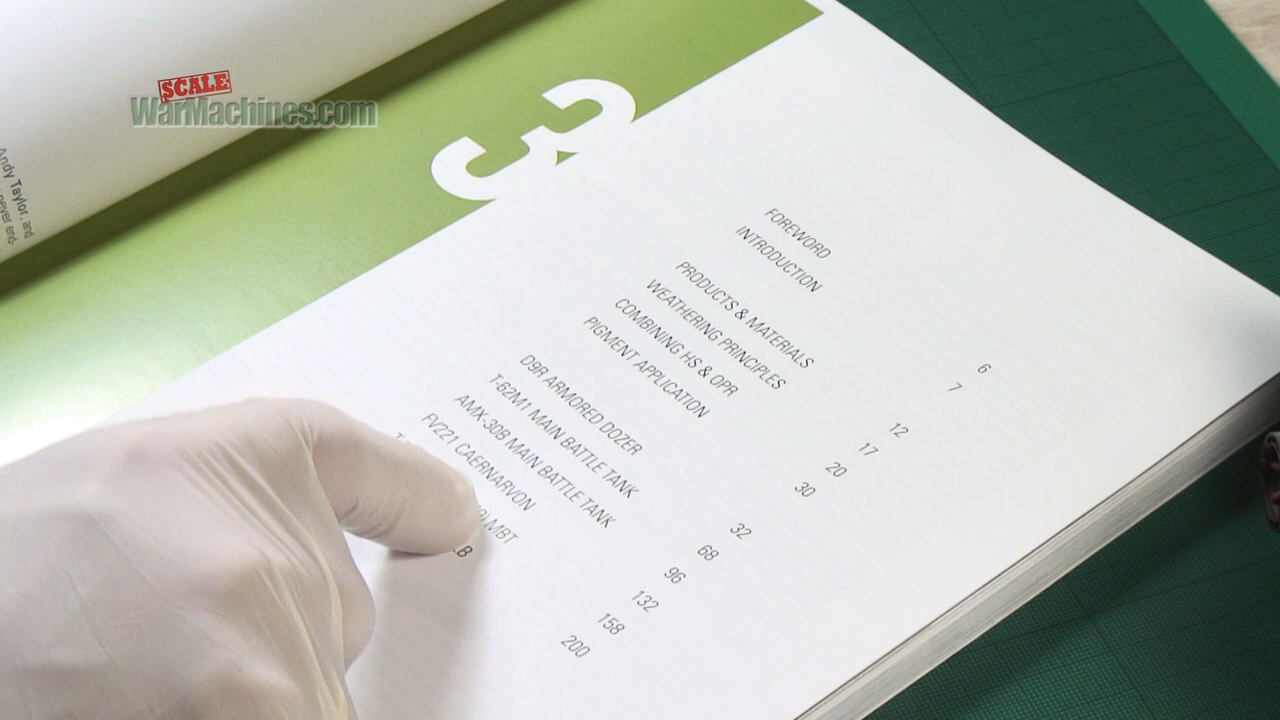 SCALE
WarMachines.com
Andy Taylor, and
never end-
3
FOREWORD 6
INTRODUCTION 7
PRODUCTS & MATERIALS 12
WEATHERING PRINCIPLES 17
COMBINING HS & OPR 20
PIGMENT APPLICATION 30
D9R ARMORED DOZER 32
T-62M1 MAIN BATTLE TANK 68
AMX-30B MAIN BATTLE TANK 96
FV221 CAERNARVON 132
MBT 158
200